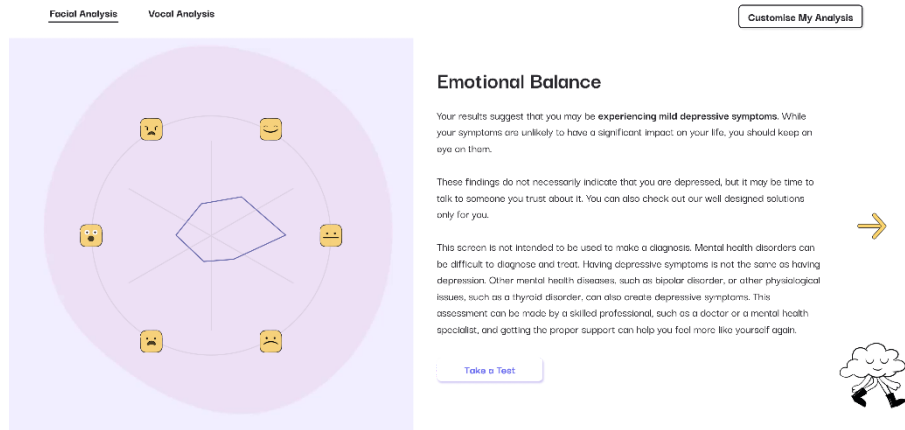 Facial Analysis
Vocal Analysis
Customise My Analysis
Emotional Balance
Your results suggest that you may be experiencing mild depressive symptoms. While
your symptoms are unlikely to have a significant impact on your life, you should keep an
eye on them.
These findings do not necessarily indicate that you are depressed, but it may be time to
talk to someone you trust about it. You can also check out our well designed solutions
only for you.
This screen is not intended to be used to make a diagnosis. Mental health disorders can
be difficult to diagnose and treat. Having depressive symptoms is not the same as having
depression. Other mental health diseases, such as bipolar disorder, or other physiological
issues, such as a thyroid disorder, can also create depressive symptoms. This
assessment can be made by a skilled professional, such as a doctor or a mental health
specialist, and getting the proper support can help you feel more like yourself again.
Take a Test